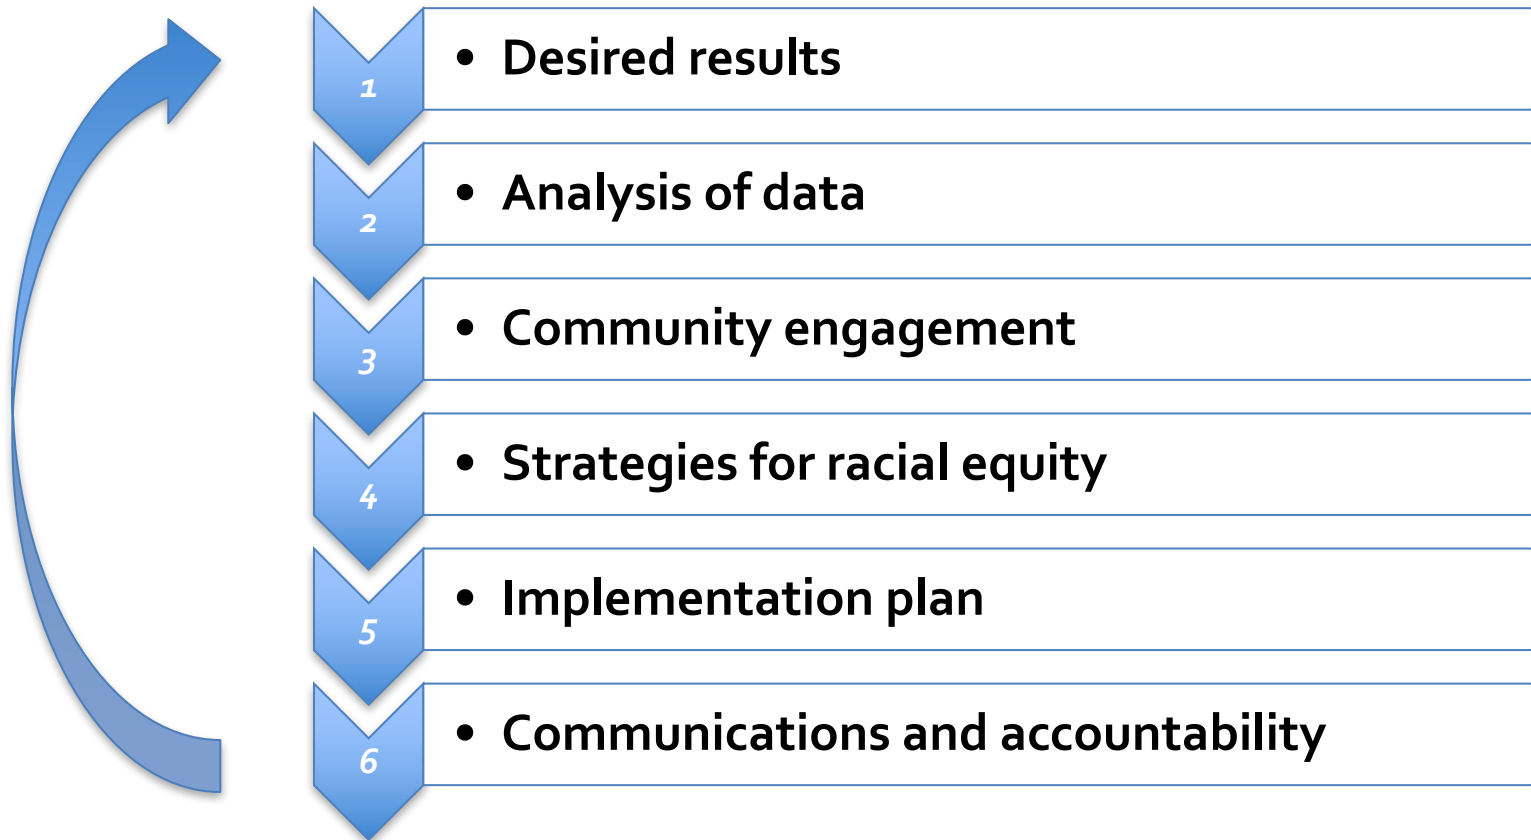 1
• Desired results
2
• Analysis of data
3
• Community engagement
4
• Strategies for racial equity
5
• Implementation plan
6
• Communications and accountability